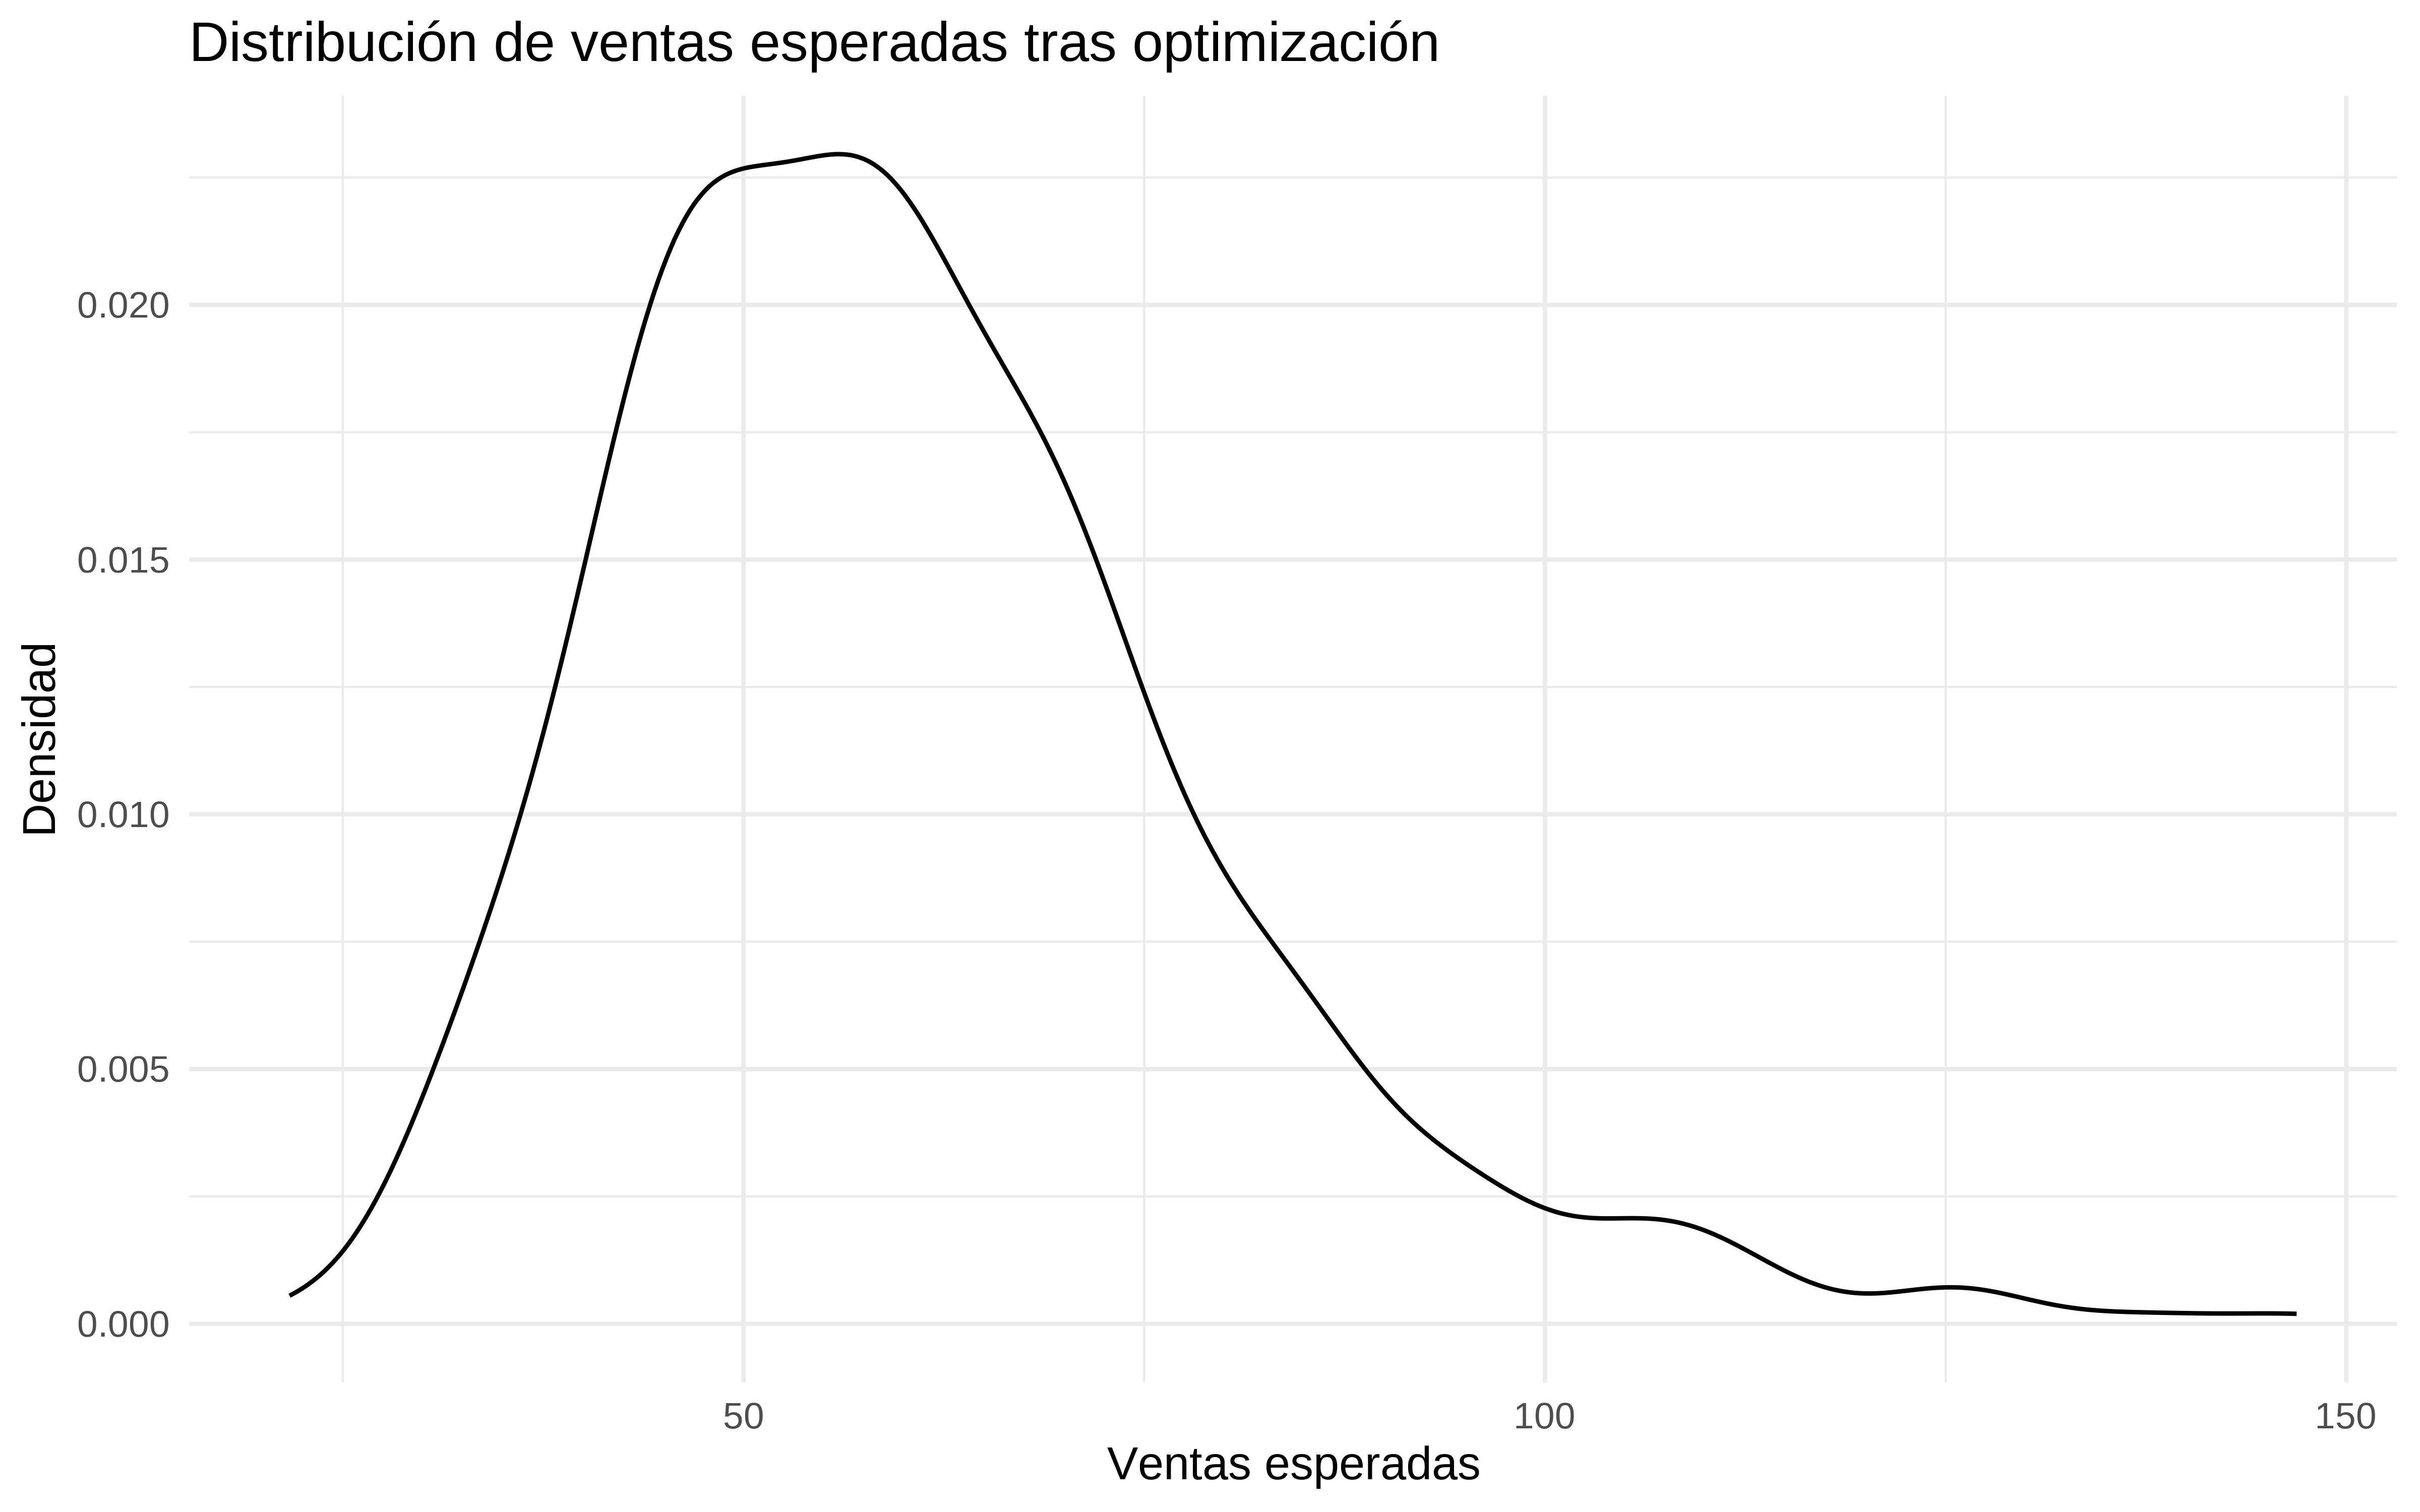 Distribución de ventas esperadas tras optimización
Densidad
0.020
0.015
0.010
0.005
0.000
50
100
150
Ventas esperadas